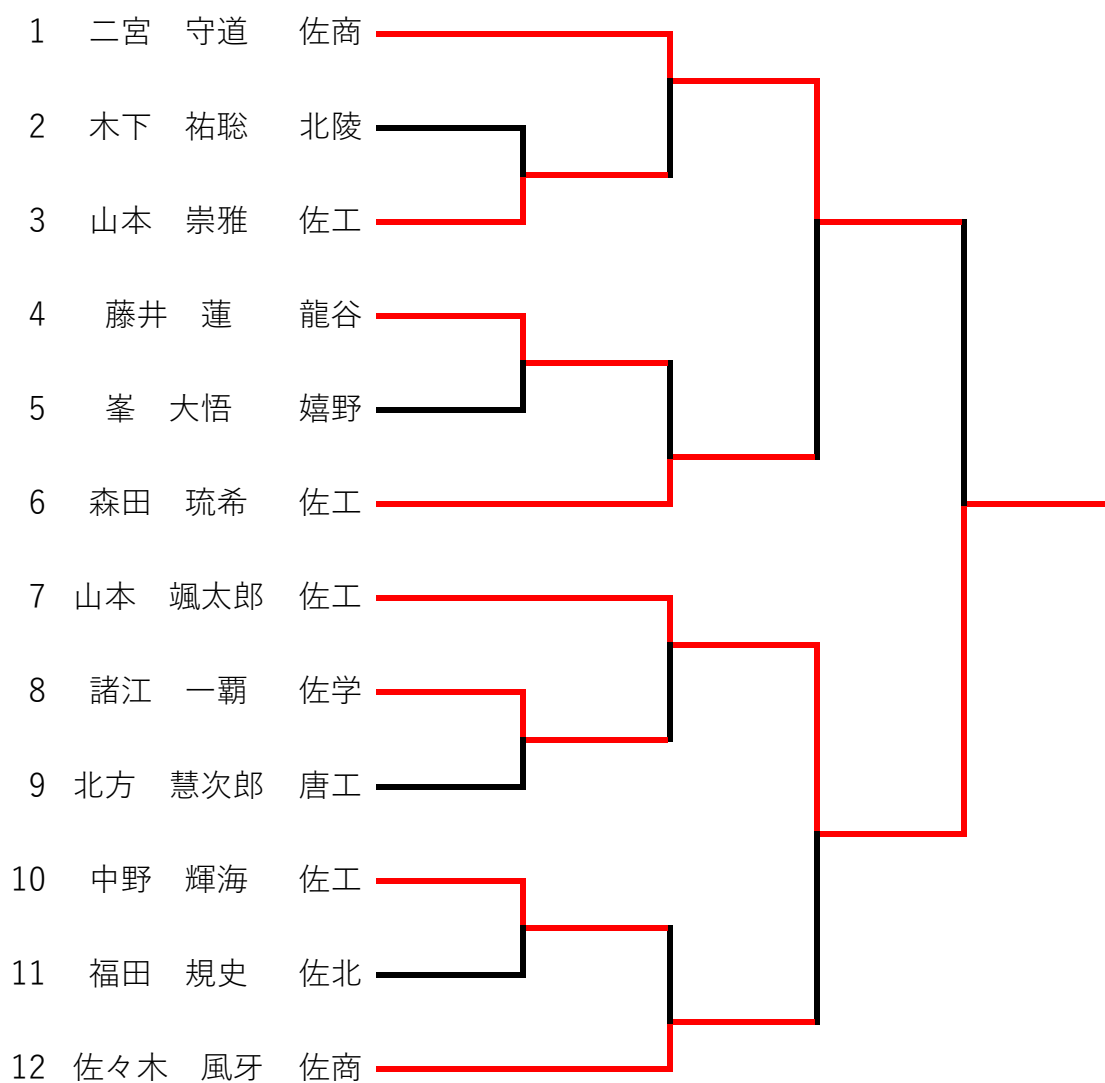 1 二宮 守道 佐商
2 木下 祐聡 北陵
3 山本 崇雅 佐工
4 藤井 蓮 龍谷
5 峯 大悟 嬉野
6 森田 琉希 佐工
7 山本 颯太郎 佐工
8 諸江 一覇 佐学
9 北方 慧次郎 唐工
10 中野 輝海 佐工
11 福田 規史 佐北
12 佐々木 風牙 佐商